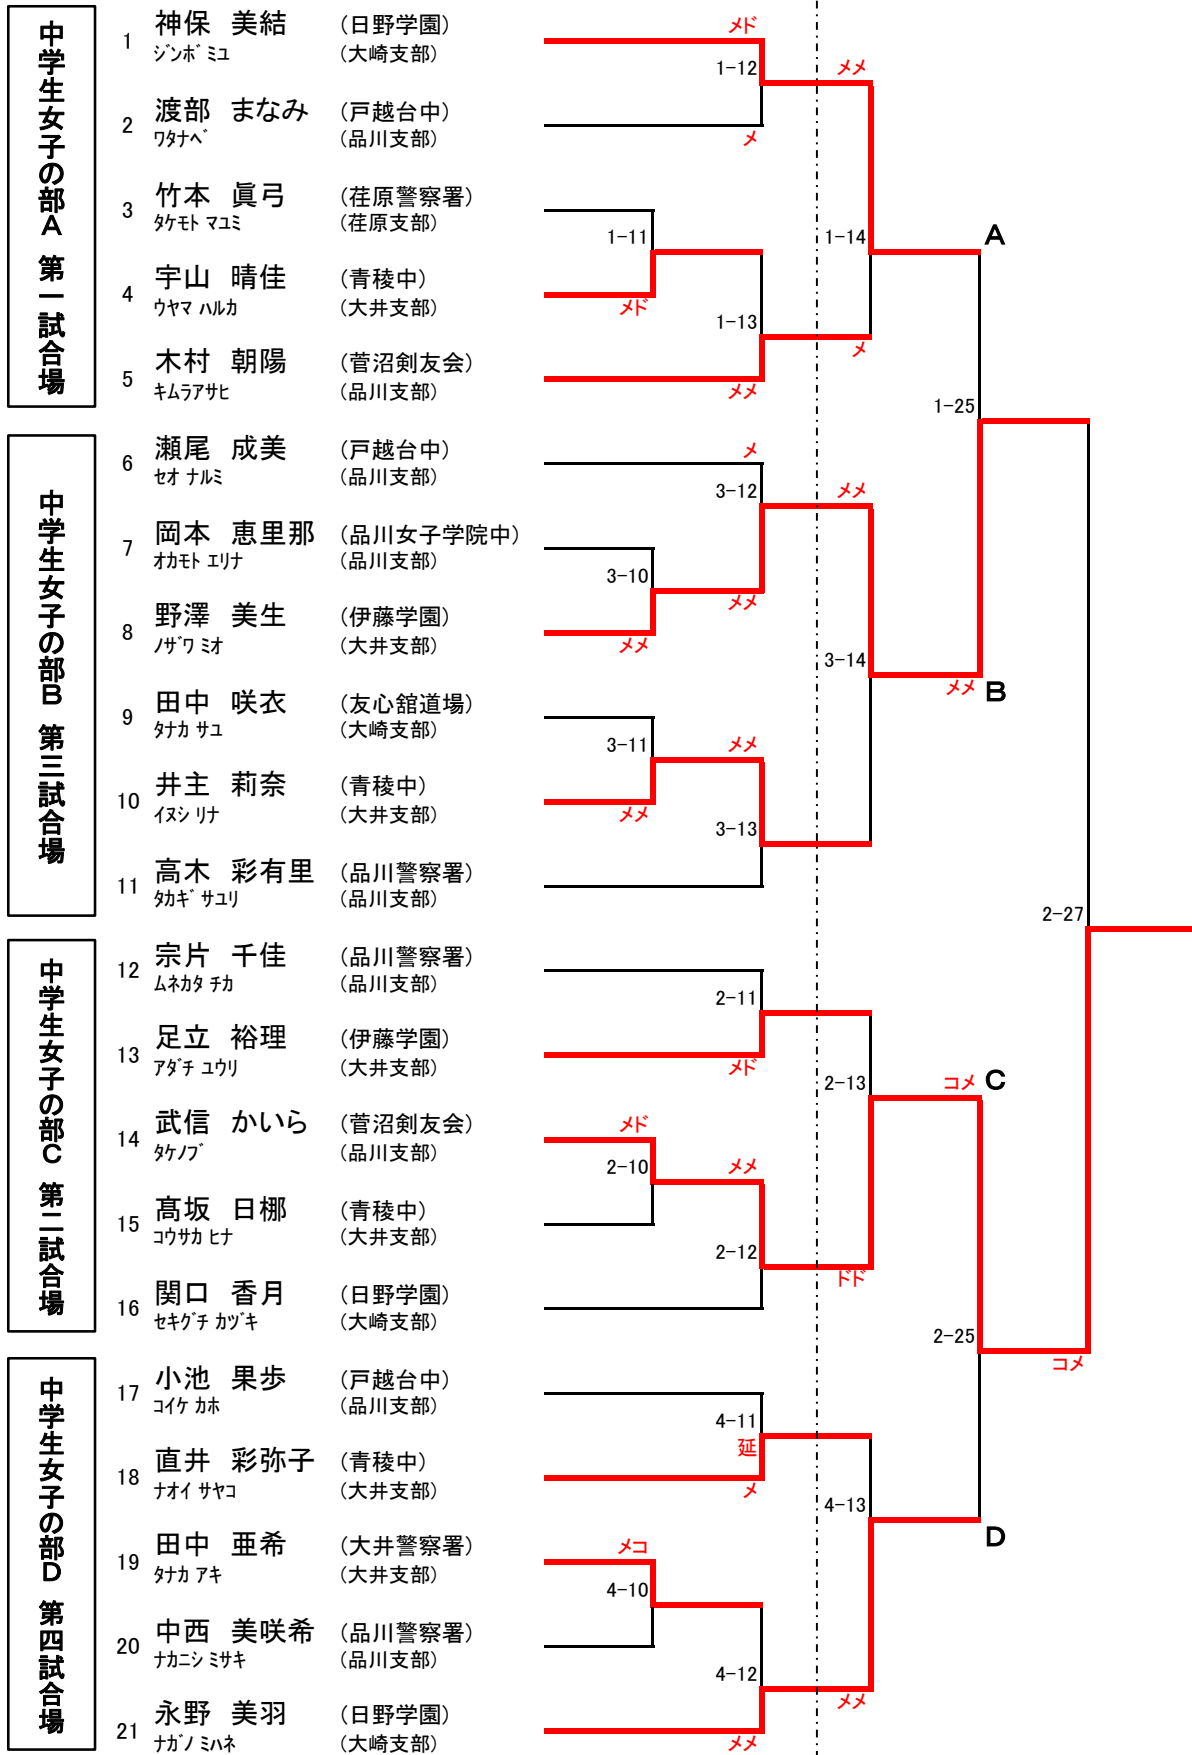 中学生女子の部A 第一試合場
1 神保 美結 (日野学園)
ジンボ ミユ (大崎支部)
2 渡部 まなみ (戸越台中)
ワタナベ (品川支部)
3 竹本 眞弓 (荏原警察署)
タケモト マユミ (荏原支部)
4 宇山 晴佳 (青稜中)
ウヤマ ハルカ (大井支部)
5 木村 朝陽 (菅沼剣友会)
キムラアサヒ (品川支部)
メド
1-12
メ
メメ
1-11
メド
1-13
メメ
1-14
メ
A
1-25
中学生女子の部B 第三試合場
6 瀬尾 成美 (戸越台中)
セオ ナルミ (品川支部)
7 岡本 恵里那 (品川女子学院中)
オカモト エリナ (品川支部)
8 野澤 美生 (伊藤学園)
ノザワ ミオ (大井支部)
9 田中 咲衣 (友心舘道場)
タナカ サユ (大崎支部)
10 井主 莉奈 (青稜中)
イヌシ リナ (大井支部)
11 高木 彩有里 (品川警察署)
タカギ サユリ (品川支部)
メ
3-12
メメ
3-10
メメ
メメ
3-14
メメ
B
3-11
メメ
メメ
3-13
2-27
中学生女子の部C 第二試合場
12 宗片 千佳 (品川警察署)
ムネカタ チカ (品川支部)
13 足立 裕理 (伊藤学園)
アダチ ユウリ (大井支部)
14 武信 かいら (菅沼剣友会)
タケノブ (品川支部)
15 髙坂 日梛 (青稜中)
コウサカ ヒナ (大井支部)
16 関口 香月 (日野学園)
セキグチ カヅキ (大崎支部)
2-11
メド
2-13
コメ
C
メド
2-10
メメ
2-12
ドド
2-25
コメ
中学生女子の部D 第四試合場
17 小池 果歩 (戸越台中)
コイケ カホ (品川支部)
18 直井 彩弥子 (青稜中)
ナオイ サヤコ (大井支部)
19 田中 亜希 (大井警察署)
タナカ アキ (大井支部)
20 中西 美咲希 (品川警察署)
ナカニシ ミサキ (品川支部)
21 永野 美羽 (日野学園)
ナガノ ミハネ (大崎支部)
4-11
延
メ
4-13
D
メコ
4-10
4-12
メメ
メメ